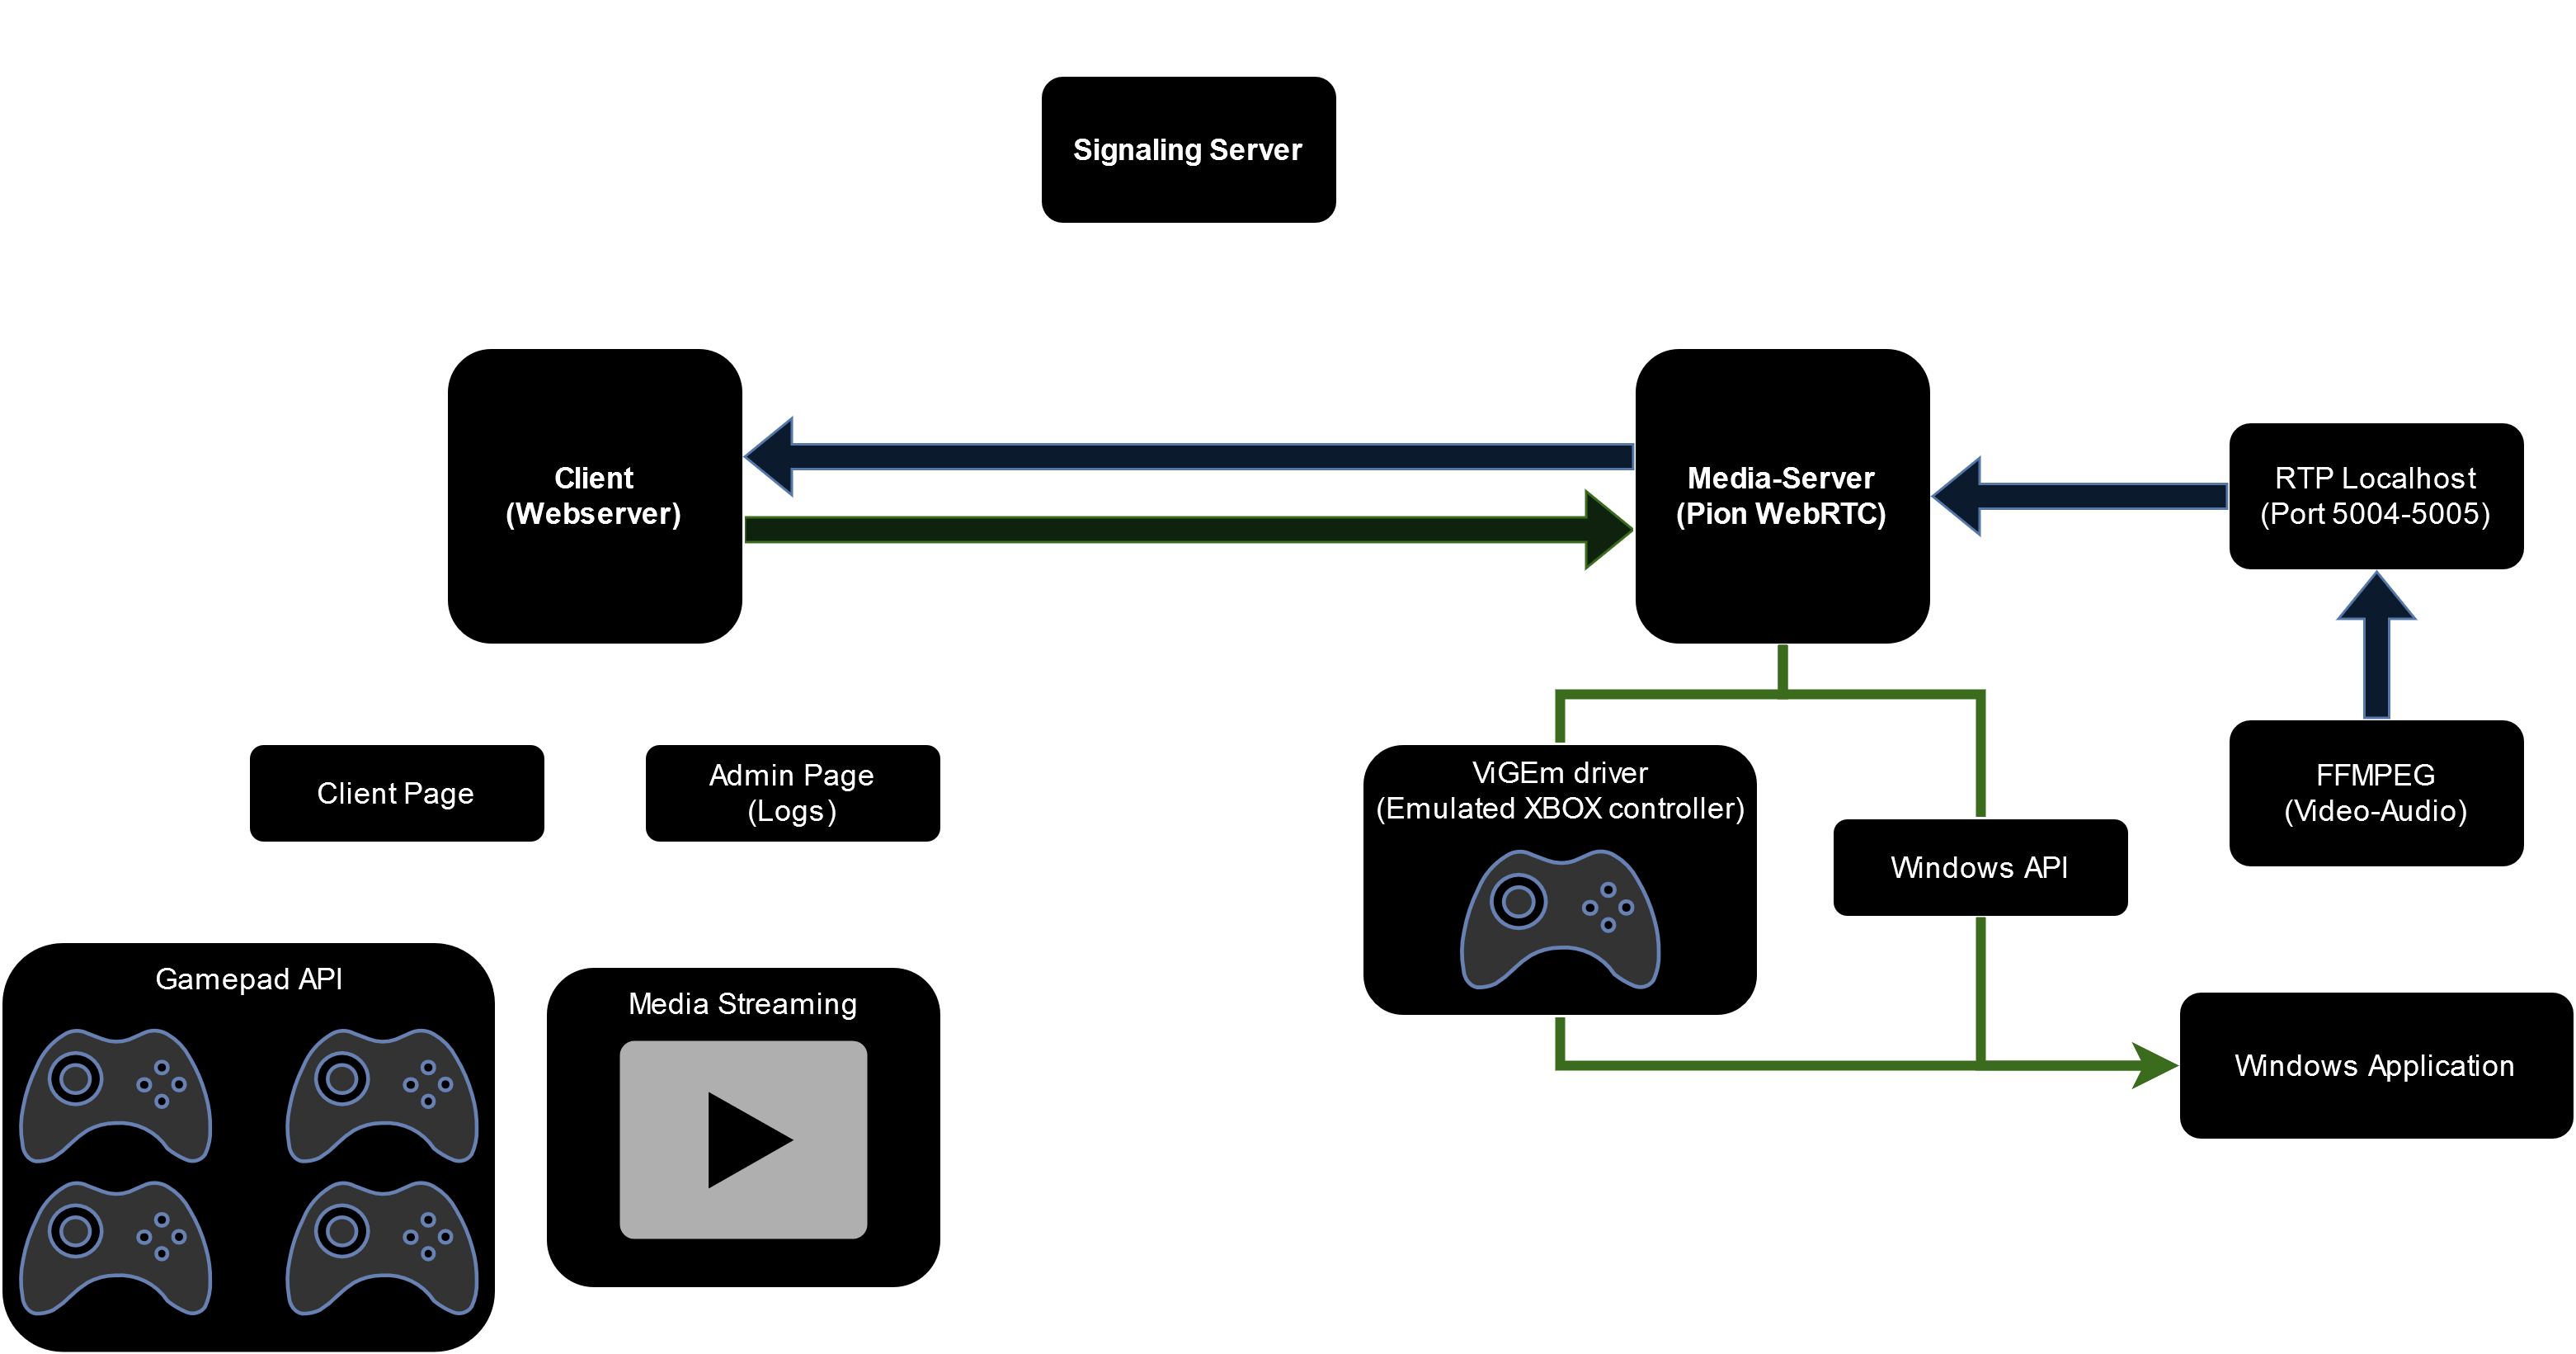 Signaling Server
Client
(Webserver)
Media-Server
(Pion WebRTC)
RTP Localhost
(Port 5004-5005)
Client Page
Admin Page
(Logs)
ViGEm driver
(Emulated XBOX controller)
Windows API
FFMPEG
(Video-Audio)
Gamepad API
Media Streaming
Windows Application